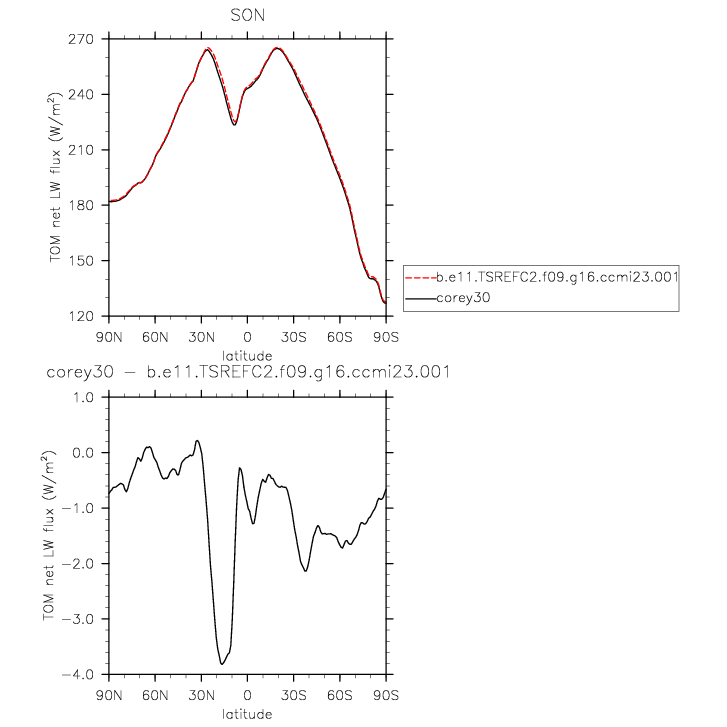 SON
270
240
210
180
150
120
TOM net LW flux (W/m²)
90N 60N 30N 0 30S 60S 90S
latitude
b.e11.TSREFC2.f09.g16.ccmi23.001
corey30
corey30 − b.e11.TSREFC2.f09.g16.ccmi23.001
1.0
0.0
−1.0
−2.0
−3.0
−4.0
TOM net LW flux (W/m²)
90N 60N 30N 0 30S 60S 90S
latitude